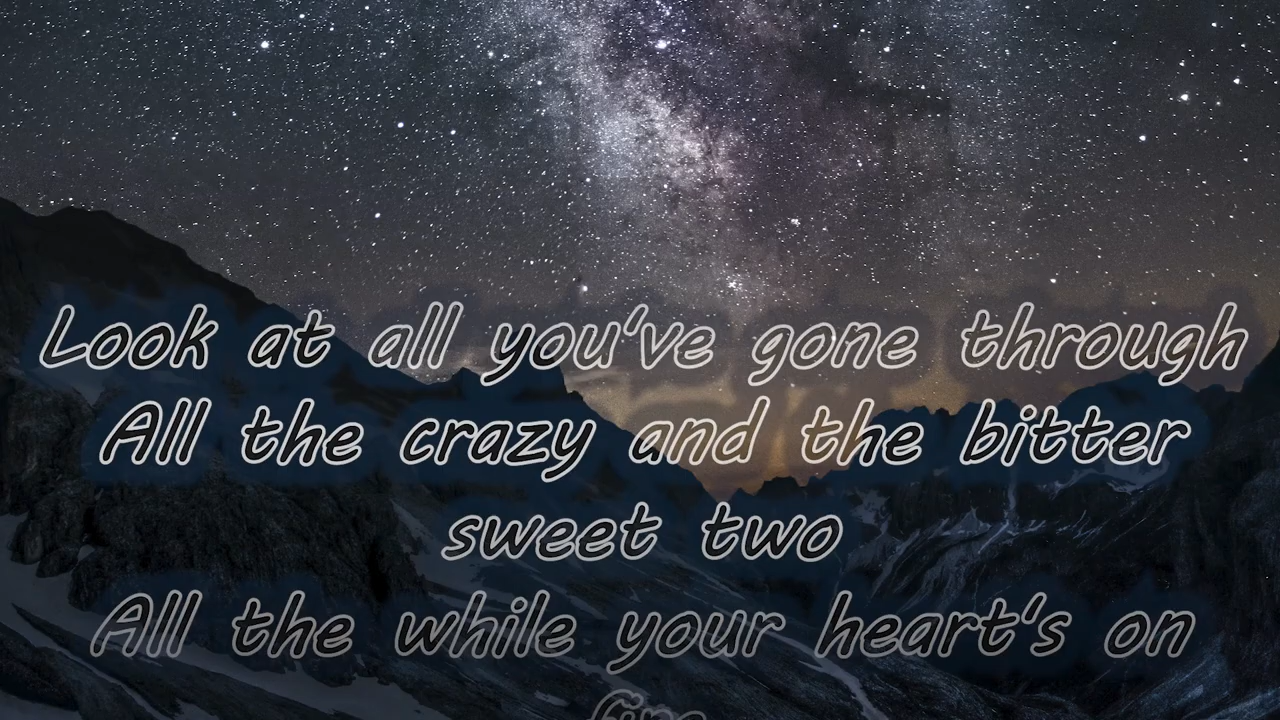 Look at all you've gone through
All the crazy and the bitter
sweet two
All the while your heart's on
fire